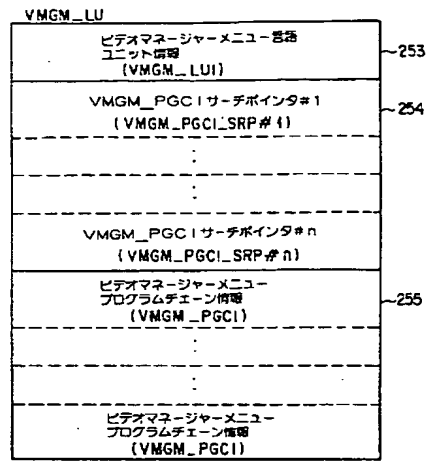 VMGM_LU
ビデオマネージャーメニュー言語
ユニット情報
(VMGM_LUI)
253
VMGM_PGCIサーチポインタ#1
(VMGM_PGCI_SRP#1)
254
VMGM_PGCIサーチポインタ#n
(VMGM_PGCI_SRP#n)
ビデオマネージャーメニュー
プログラムチェーン情報
(VMGM_PGCI)
255
ビデオマネージャーメニュー
プログラムチェーン情報
(VMGM_PGCI)